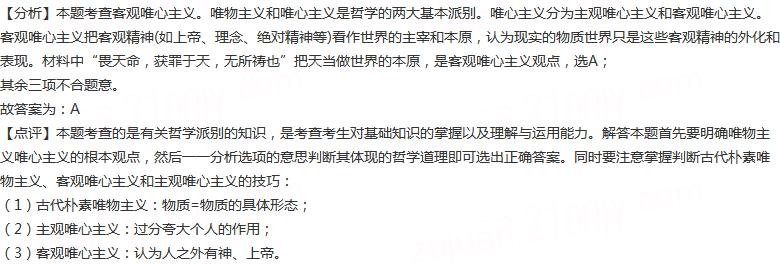 【分析】本题考查客观唯心主义。唯物主义和唯心主义是哲学的两大基本派别。唯心主义分为主观唯心主义和客观唯心主义。
客观唯心主义把客观精神(如上帝、理念、绝对精神等)看作世界的主宰和本原，认为现实的物质世界只是这些客观精神的外化和
表现。材料中“畏天命，获罪于天，无所祷也”把天当做世界的本原，是客观唯心主义观点，选A；
其余三项不合题意。
故答案为：A
【点评】本题考查的是有关哲学派别的知识，是考查考生对基础知识的掌握以及理解与运用能力。解答本题首先要明确唯物主
义唯心主义的根本观点，然后一一分析选项的意思判断其体现的哲学道理即可选出正确答案。同时要注意掌握判断古代朴素唯
物主义、客观唯心主义和主观唯心主义的技巧：
（1）古代朴素唯物主义：物质=物质的具体形态；
（2）主观唯心主义：过分夸大个人的作用；
（3）客观唯心主义：认为人之外有神、上帝。